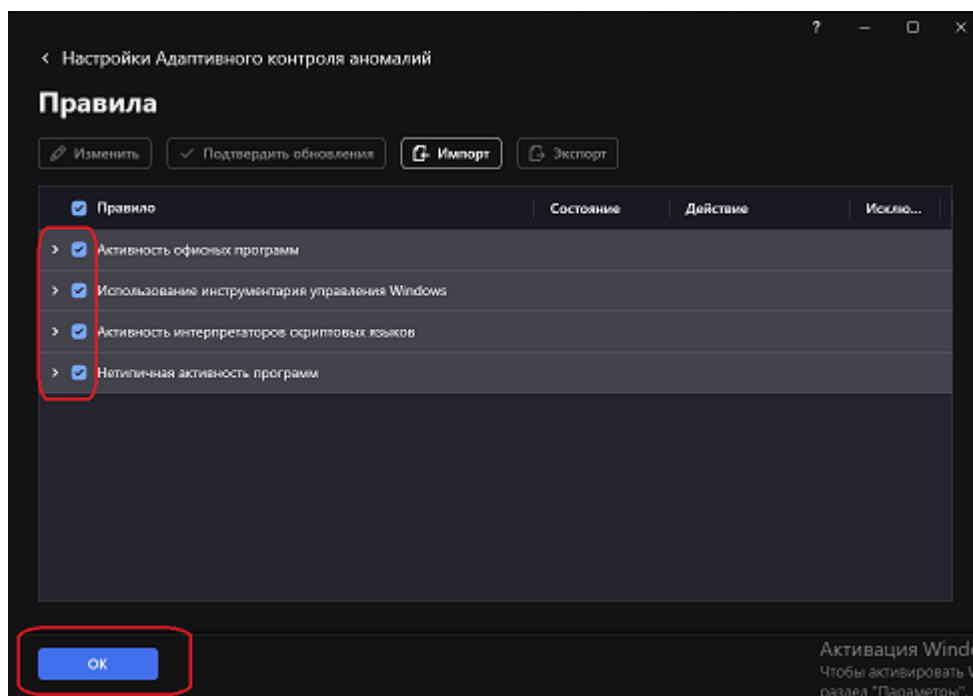 ?
Настройки Адаптивного контроля аномалий
Правила
Изменить Подтвердить обновления Импорт Экспорт
Правило Состояние Действие Исклю...
Активность офисных программ
Использование инструментария управления Windows
Активность интерпретаторов скриптовых языков
Нетипичная активность программ
ОК
Активация Windo
Чтобы активировать W
раздел "Параметры".